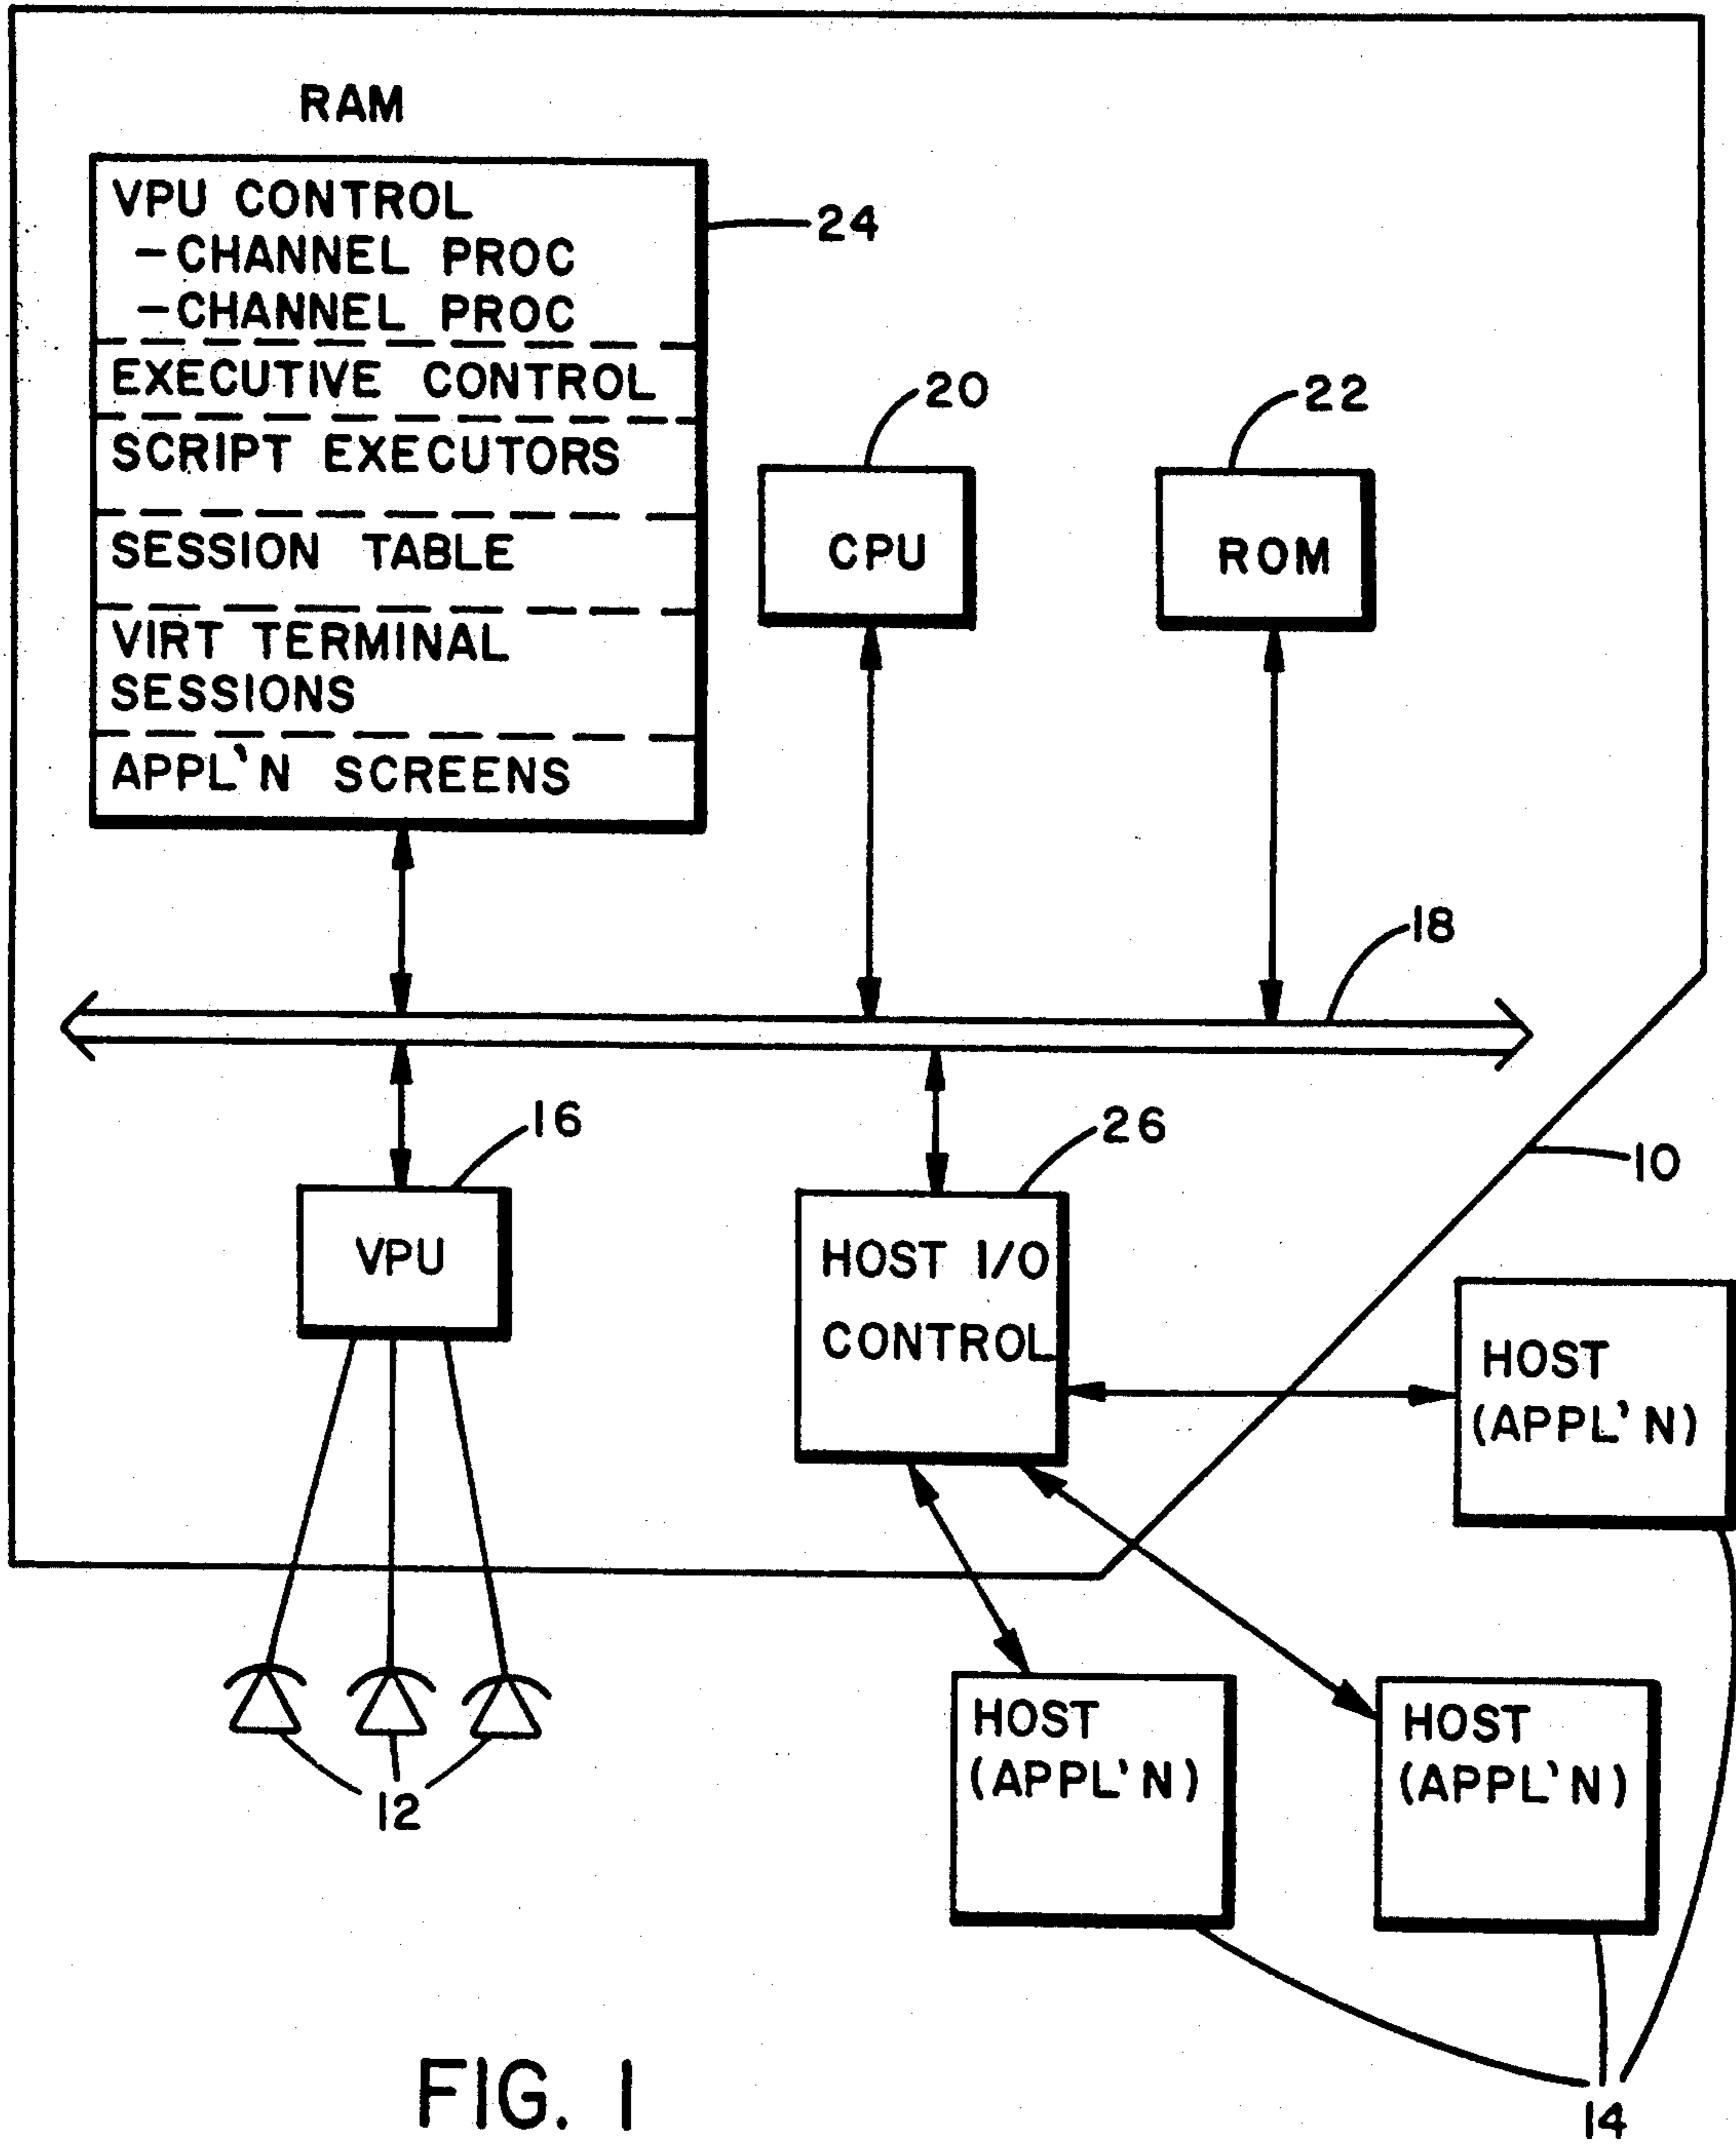 RAM
VPU CONTROL
-CHANNEL PROC
-CHANNEL PROC
EXECUTIVE CONTROL
SCRIPT EXECUTORS
SESSION TABLE
VIRT TERMINAL
SESSIONS
APPL'N SCREENS
24
20
CPU
22
ROM
18
16
VPU
26
HOST I/O
CONTROL
10
HOST
(APPL'N)
12
HOST
(APPL'N)
HOST
(APPL'N)
14
FIG. 1